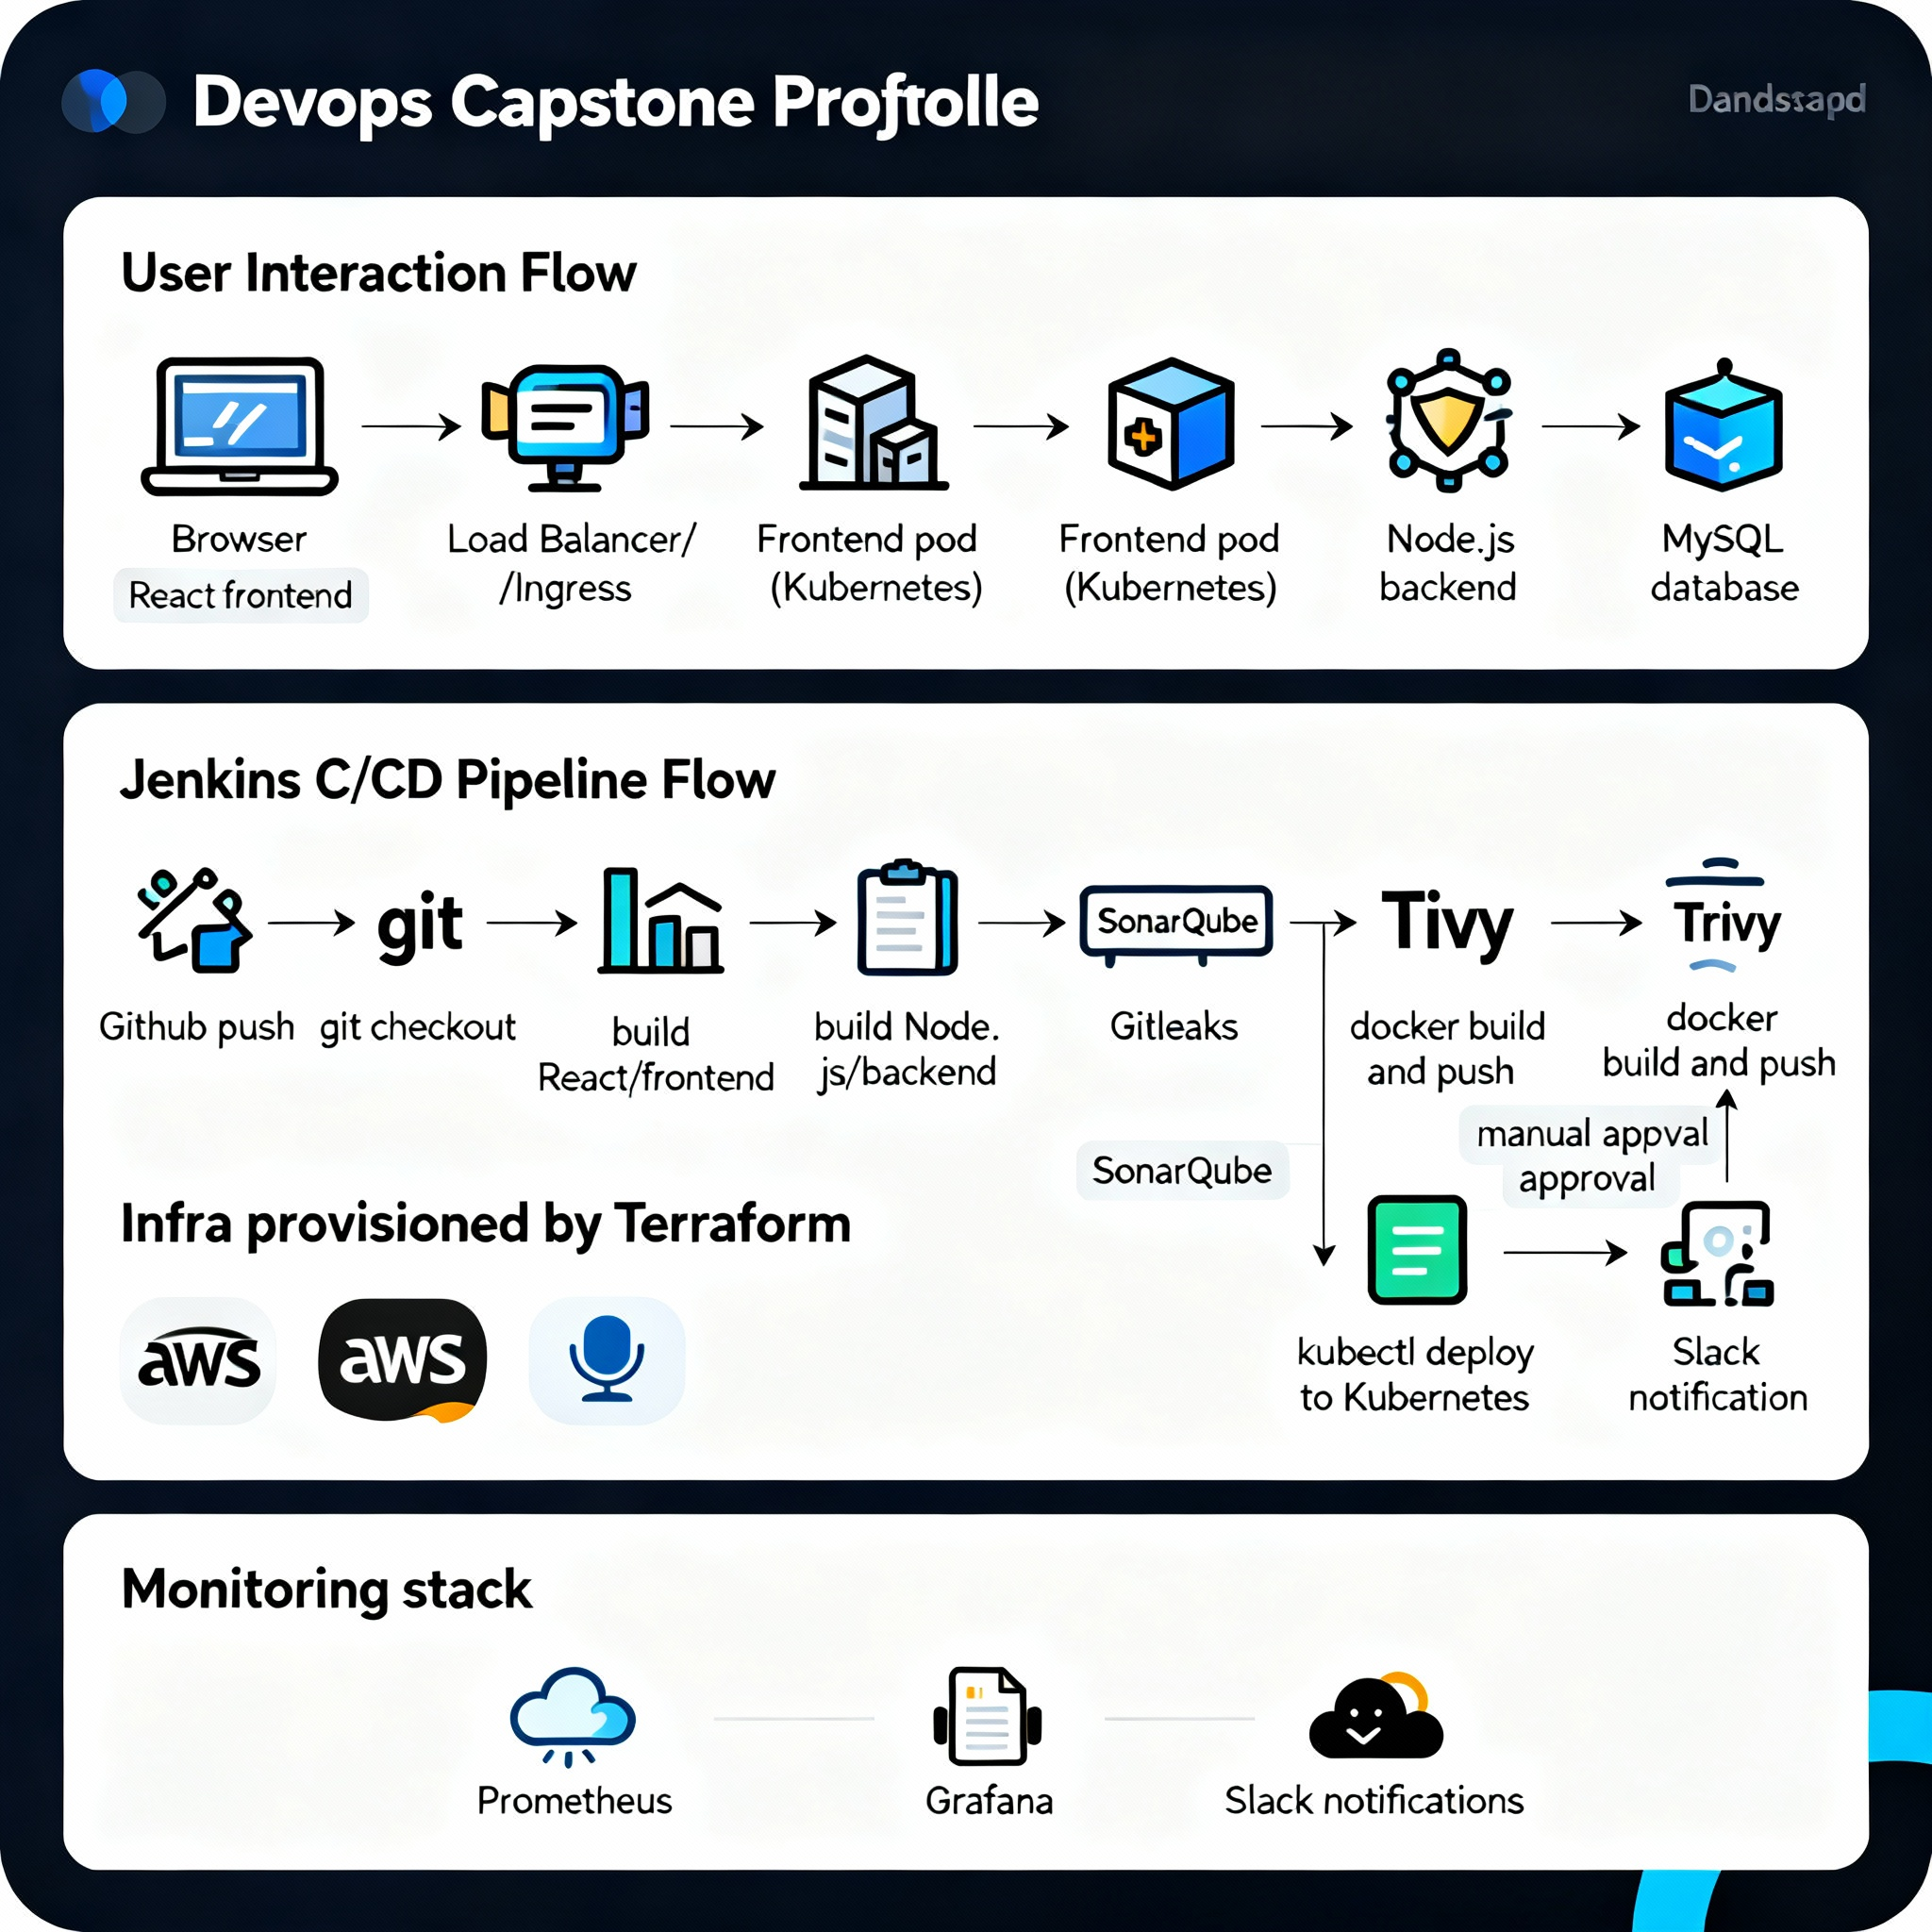 Devops Capstone Projtolle
Dandssapd
User Interaction Flow
Browser
React frontend
Load Balancer/
/Ingress
Frontend pod
(Kubernetes)
Frontend pod
(Kubernetes)
Node.js
backend
MySQL
database
Jenkins C/CD Pipeline Flow
git
SonarQube
Tivy
Trivy
Github push
git checkout
build
React/frontend
build Node.
js/backend
Gitleaks
docker build
and push
docker
build and push
SonarQube
manual appval
approval
kubectl deploy
to Kubernetes
Slack
notification
Infra provisioned by Terraform
aws
aws
Monitoring stack
Prometheus
Grafana
Slack notifications